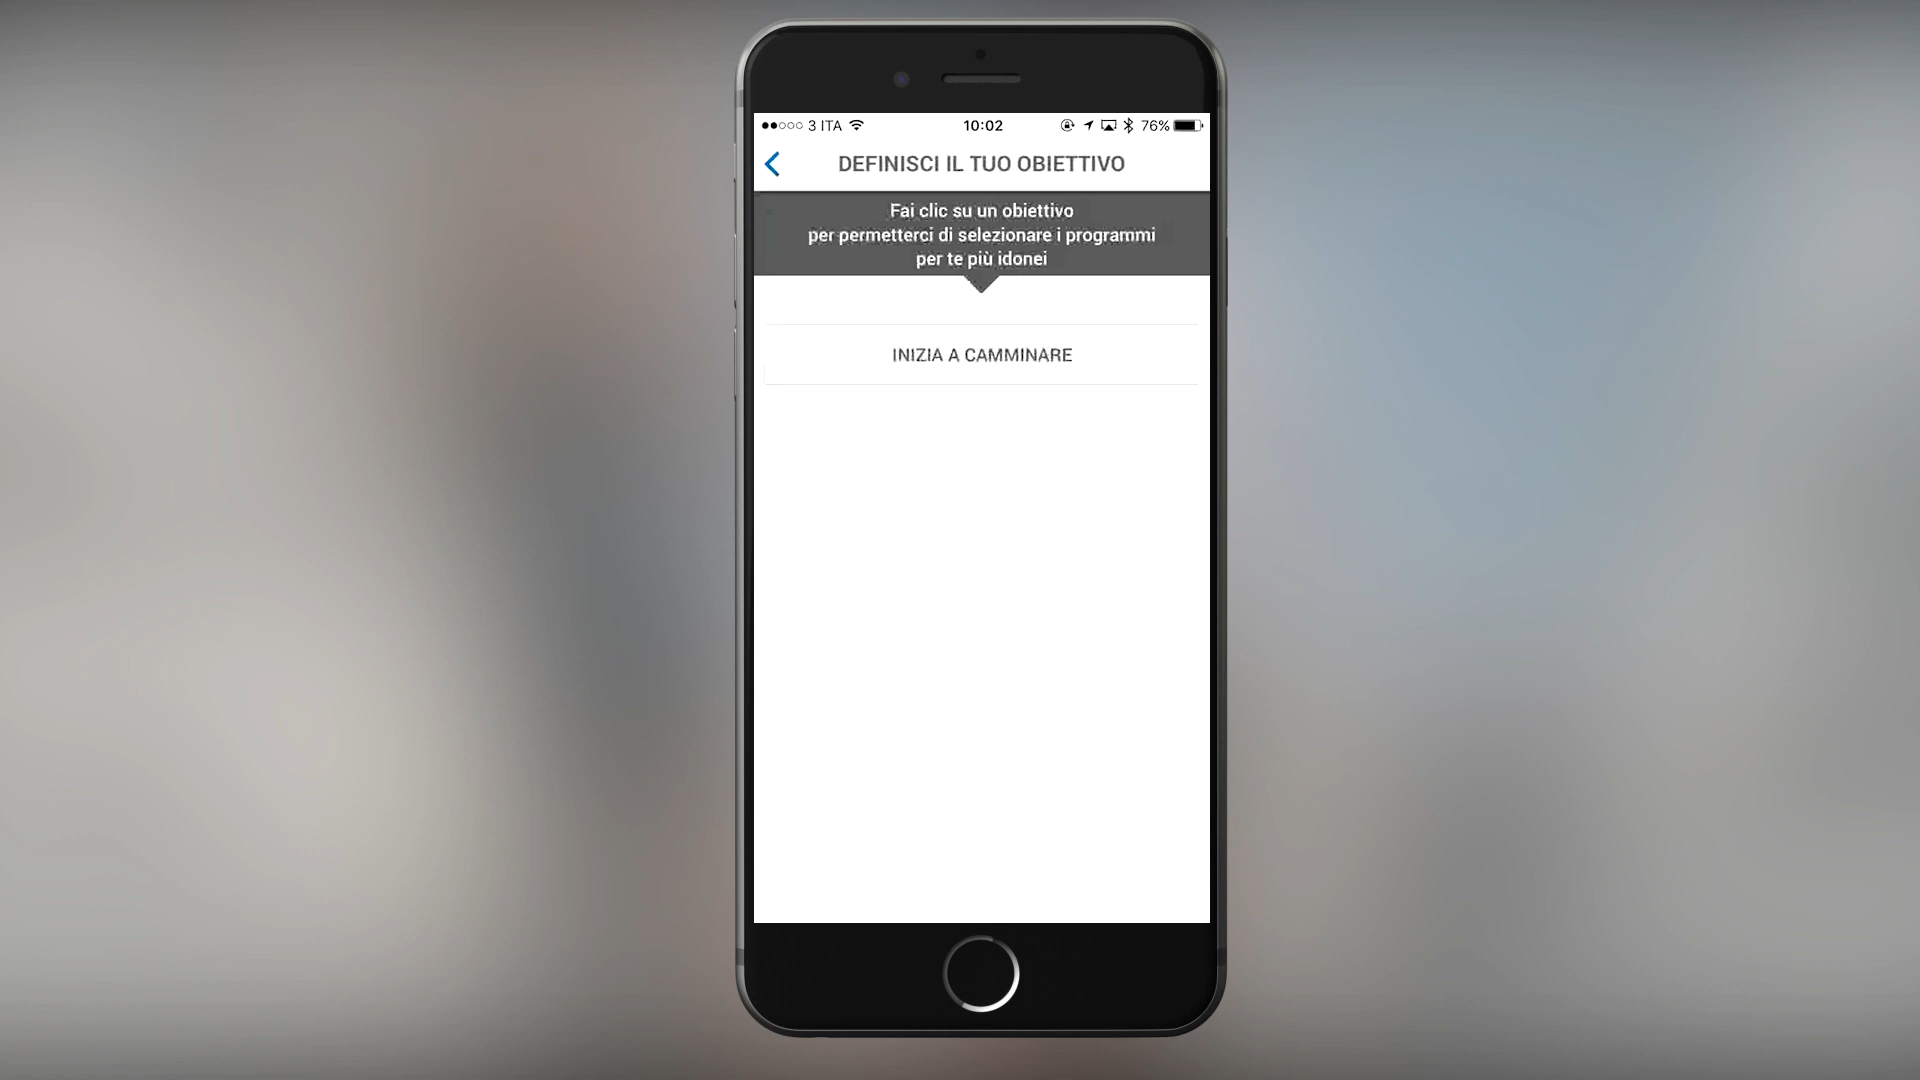 3 ITA 10:02 76%
DEFINISCI IL TUO OBIETTIVO
Fai clic su un obiettivo
per permetterci di selezionare i programmi
per te più idonei
INIZIA A CAMMINARE